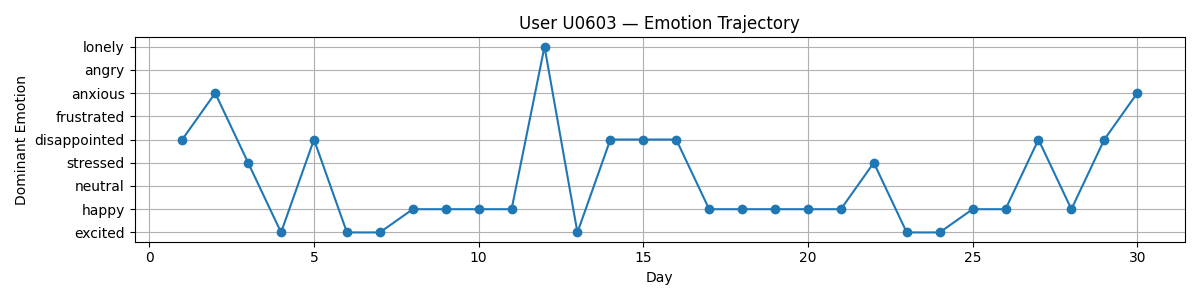 User U0603 — Emotion Trajectory
Dominant Emotion
lonely
angry
anxious
frustrated
disappointed
stressed
neutral
happy
excited
0 5 10 15 20 25 30
Day